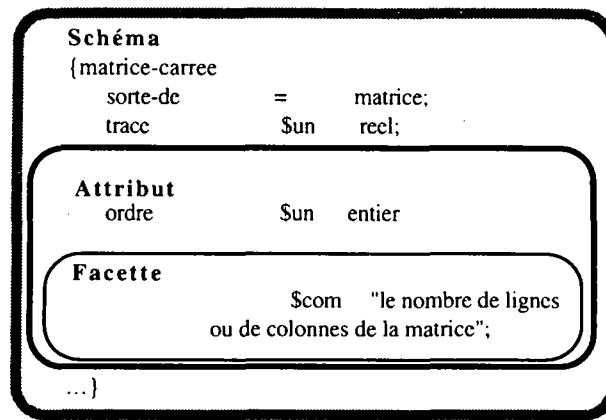 Schéma
{matrice-carree
sorte-de = matrice;
trace $un reel;
Attribut
ordre $un entier
Facette
$com "le nombre de lignes
ou de colonnes de la matrice";
...}